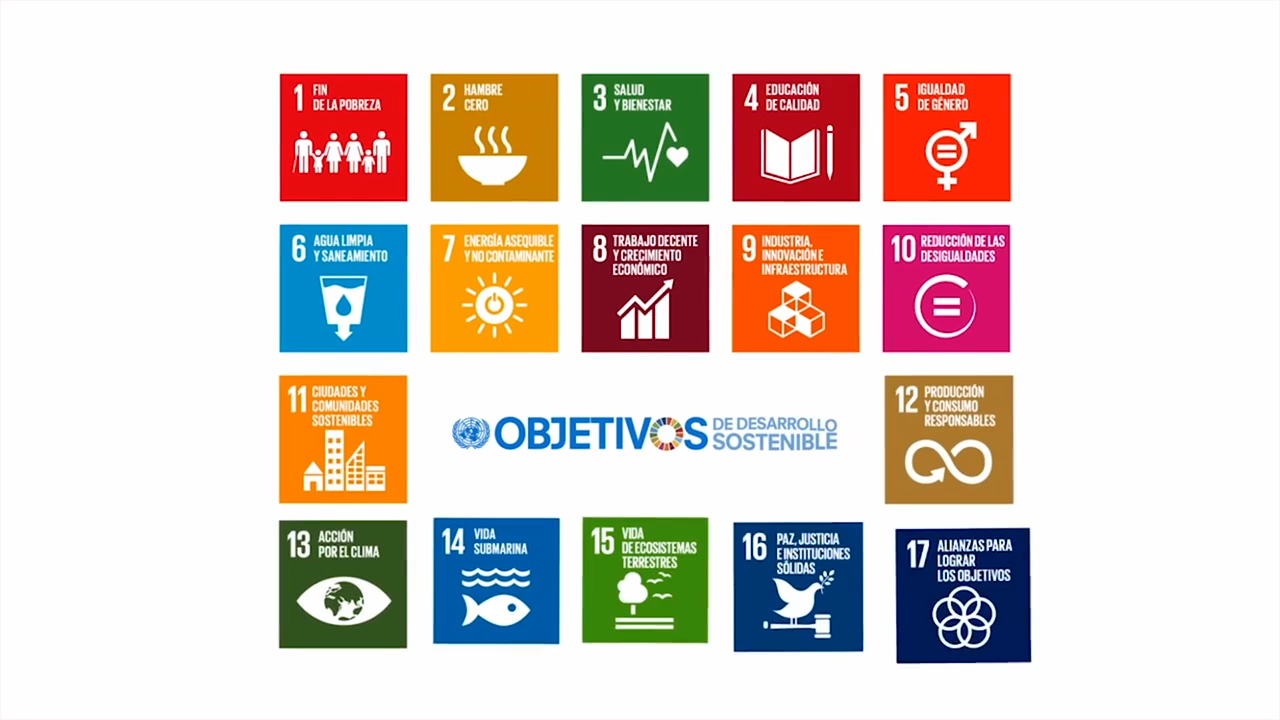 1 FIN
DE LA POBREZA
2 HAMBRE
CERO
3 SALUD
Y BIENESTAR
4 EDUCACIÓN
DE CALIDAD
5 IGUALDAD
DE GÉNERO
6 AGUA LIMPIA
Y SANEAMIENTO
7 ENERGÍA ASEQUIBLE
Y NO CONTAMINANTE
8 TRABAJO DECENTE
Y CRECIMIENTO
ECONÓMICO
9 INDUSTRIA,
INNOVACIÓN E
INFRAESTRUCTURA
10 REDUCCIÓN DE LAS
DESIGUALDADES
11 CIUDADES Y
COMUNIDADES
SOSTENIBLES
OBJETIVOS DE DESARROLLO
SOSTENIBLE
12 PRODUCCIÓN
Y CONSUMO
RESPONSABLES
13 ACCIÓN
POR EL CLIMA
14 VIDA
SUBMARINA
15 VIDA
DE ECOSISTEMAS
TERRESTRES
16 PAZ, JUSTICIA
E INSTITUCIONES
SÓLIDAS
17 ALIANZAS PARA
LOGRAR
LOS OBJETIVOS